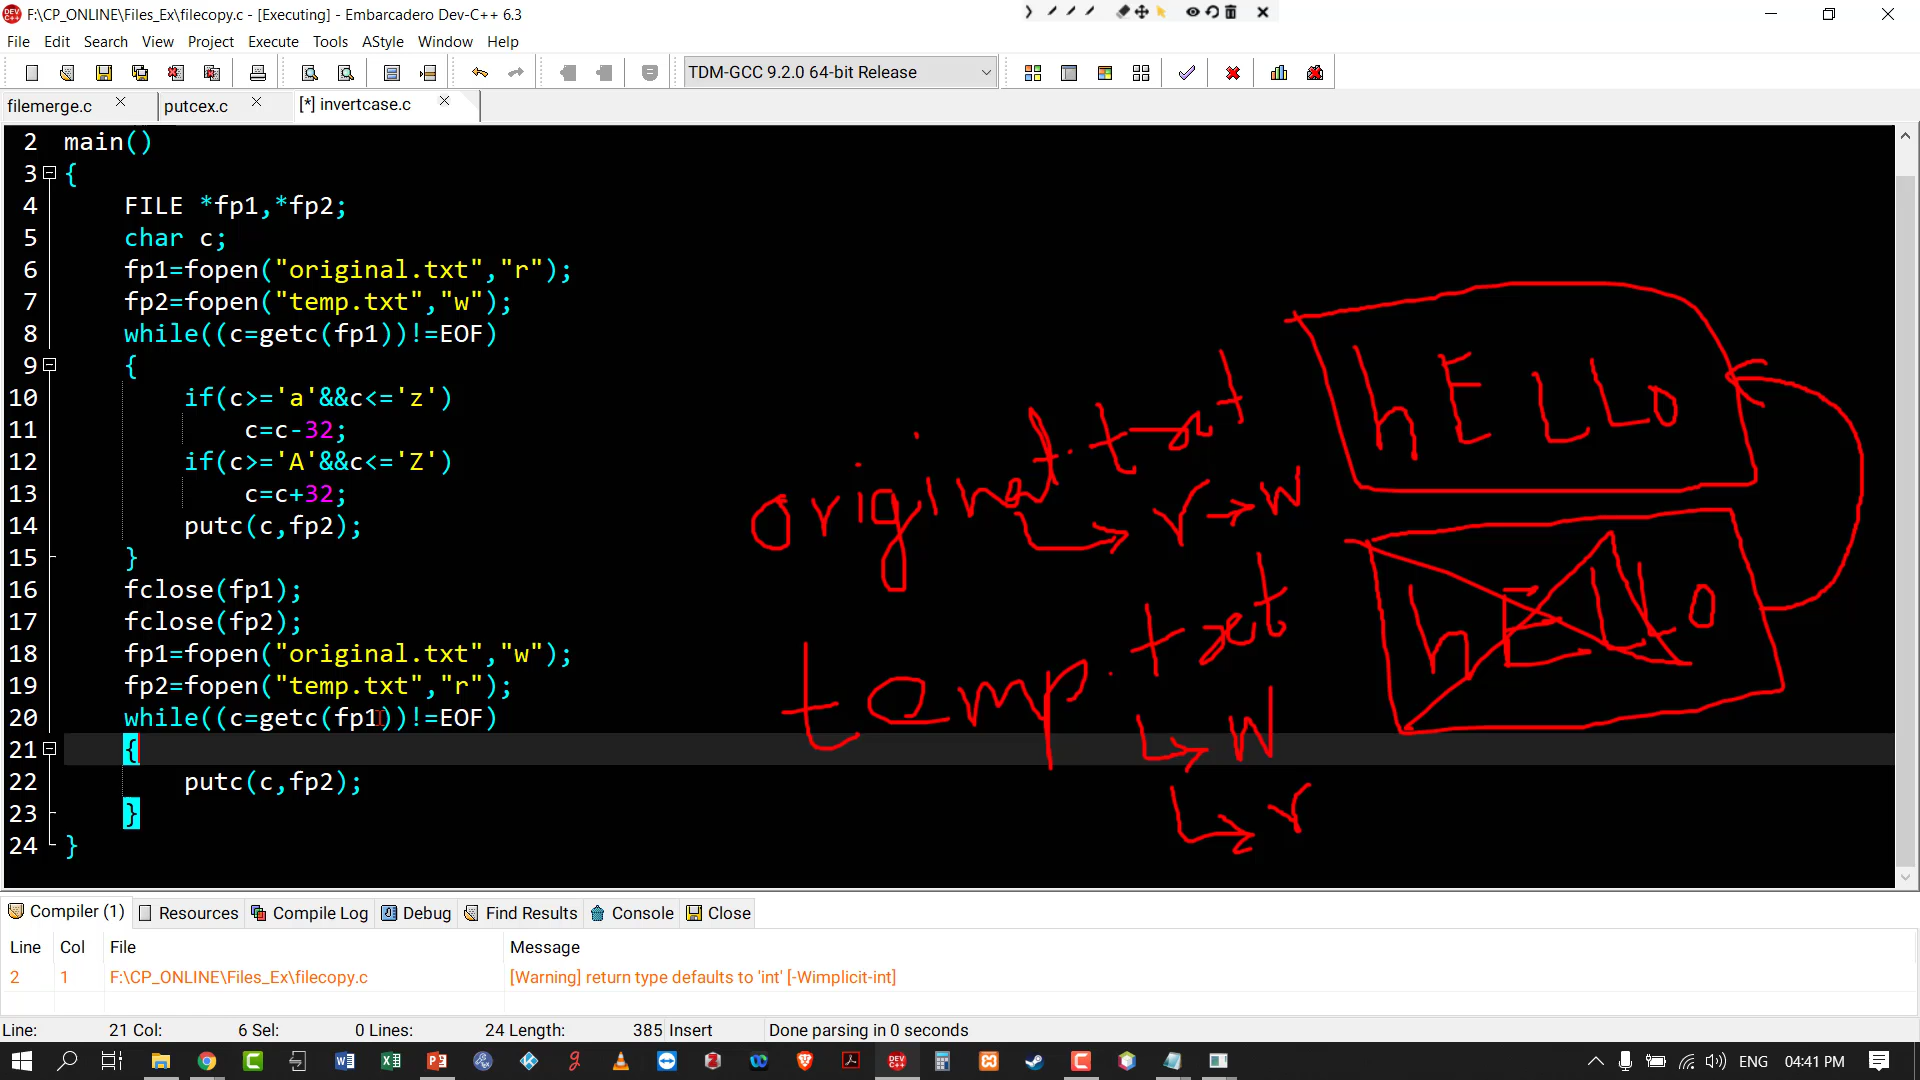 F:\CP_ONLINE\Files_Ex\filecopy.c - [Executing] - Embarcadero Dev-C++ 6.3
File Edit Search View Project Execute Tools AStyle Window Help
TDM-GCC 9.2.0 64-bit Release
filemerge.c putcex.c [*] invertcase.c
2 main()
3 {
4 FILE *fp1,*fp2;
5 char c;
6 fp1=fopen("original.txt","r");
7 fp2=fopen("temp.txt","w");
8 while((c=getc(fp1))!=EOF)
9 {
10 if(c>='a'&&c<='z')
11 c=c-32;
12 if(c>='A'&&c<='Z')
13 c=c+32;
14 putc(c,fp2);
15 }
16 fclose(fp1);
17 fclose(fp2);
18 fp1=fopen("original.txt","w");
19 fp2=fopen("temp.txt","r");
20 while((c=getc(fp1))!=EOF)
21 {
22 putc(c,fp2);
23 }
24 }
original.txt
r → w
temp.txt
w
r
hELLo
hELLo
Compiler (1) Resources Compile Log Debug Find Results Console Close
Line Col File Message
2 1 F:\CP_ONLINE\Files_Ex\filecopy.c [Warning] return type defaults to 'int' [-Wimplicit-int]
Line: 21 Col: 6 Sel: 0 Lines: 24 Length: 385 Insert Done parsing in 0 seconds
ENG 04:41 PM